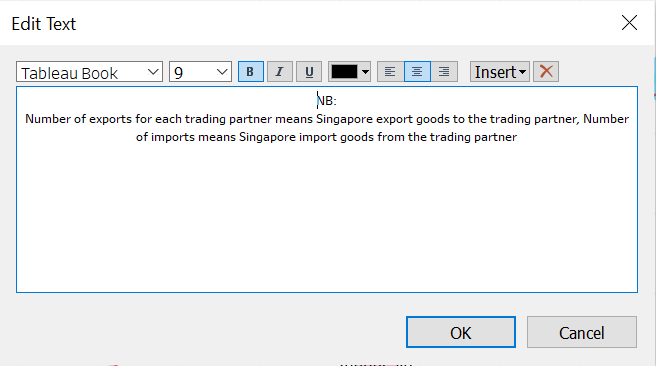 Edit Text
Tableau Book 9 B I U Insert
NB:
Number of exports for each trading partner means Singapore export goods to the trading partner, Number
of imports means Singapore import goods from the trading partner
OK Cancel